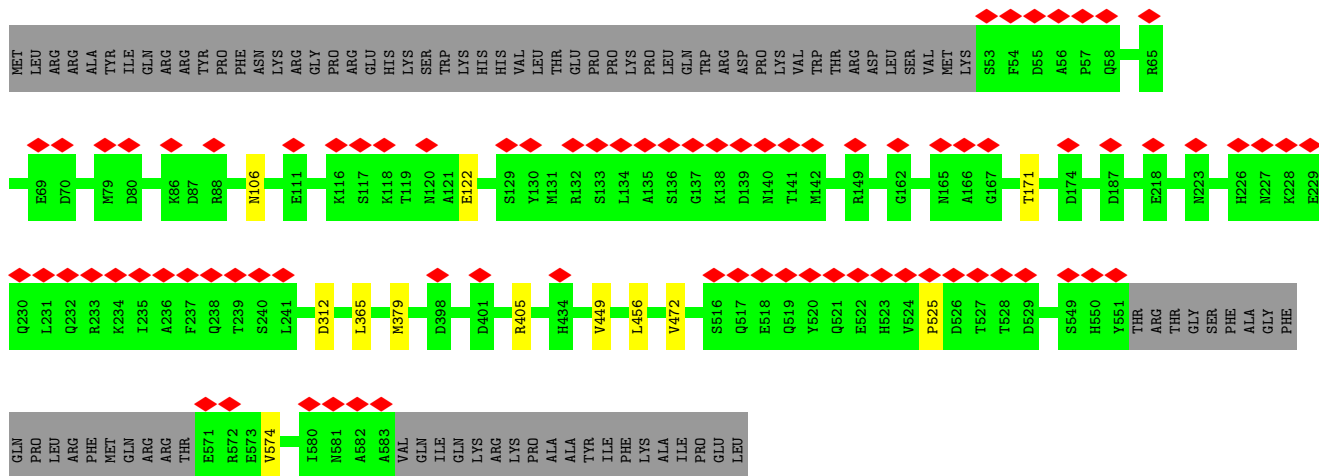 MET LEU ARG ARG ALA TYR ILE GLN ARG ARG TYR PRO PHE ASN LYS ARG GLY PRO ARG GLU HIS LYS SER TRP LYS HIS HIS VAL LEU THR GLU PRO PRO LYS PRO LEU GLN TRP ARG ASP PRO LYS VAL TRP THR ARG ASP LEU SER VAL MET LYS S53 F54 D55 A56 P57 Q58 R65
E69 D70 M79 D80 K86 D87 R88 N106 E111 K116 S117 K118 T119 N120 A121 E122 S129 Y130 M131 R132 S133 L134 A135 S136 G137 K138 D139 N140 T141 M142 R149 G162 N165 A166 G167 T171 D174 D187 E218 N223 H226 N227 K228 E229
Q230 L231 Q232 R233 K234 I235 A236 F237 Q238 T239 S240 L241 D312 L365 M379 D398 D401 R405 H434 V449 L456 V472 S516 Q517 E518 Q519 Y520 Q521 E522 H523 V524 P525 D526 T527 T528 D529 S549 H550 Y551 THR ARG THR GLY SER PHE ALA GLY PHE
GLN PRO LEU ARG PHE MET GLN ARG ARG THR E571 R572 E573 V574 I580 N581 A582 A583 VAL GLN ILE GLN LYS ARG LYS PRO ALA ALA TYR ILE PHE LYS ALA ILE PRO GLU LEU